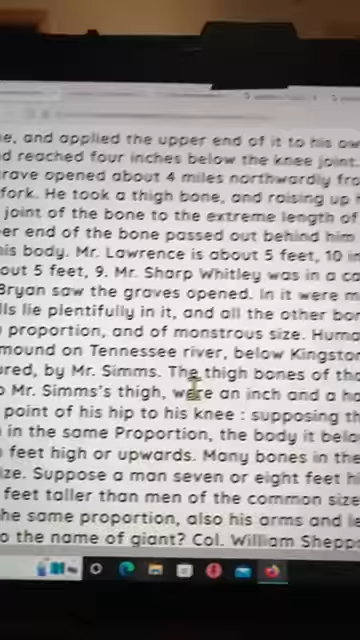 e, and applied the upper end of it to his ow
d reached four inches below the knee joint.
rave opened about 4 miles northwardly fro
fork. He took a thigh bone, and raising up
joint of the bone to the extreme length of
er end of the bone passed out behind him
his body. Mr. Lawrence is about 5 feet, 10 in
out 5 feet, 9. Mr. Sharp Whitley was in a ca
Bryan saw the graves opened. In it were m
lls lie plentifully in it, and all the other bon
proportion, and of monstrous size. Huma
mound on Tennessee river, below Kingston
ured, by Mr. Simms. The thigh bones of tho
o Mr. Simms's thigh, were an inch and a ha
point of his hip to his knee : supposing th
in the same Proportion, the body it belo
feet high or upwards. Many bones in the
ize. Suppose a man seven or eight feet hi
feet taller than men of the common size
he same proportion, also his arms and le
o the name of giant? Col. William Shepp